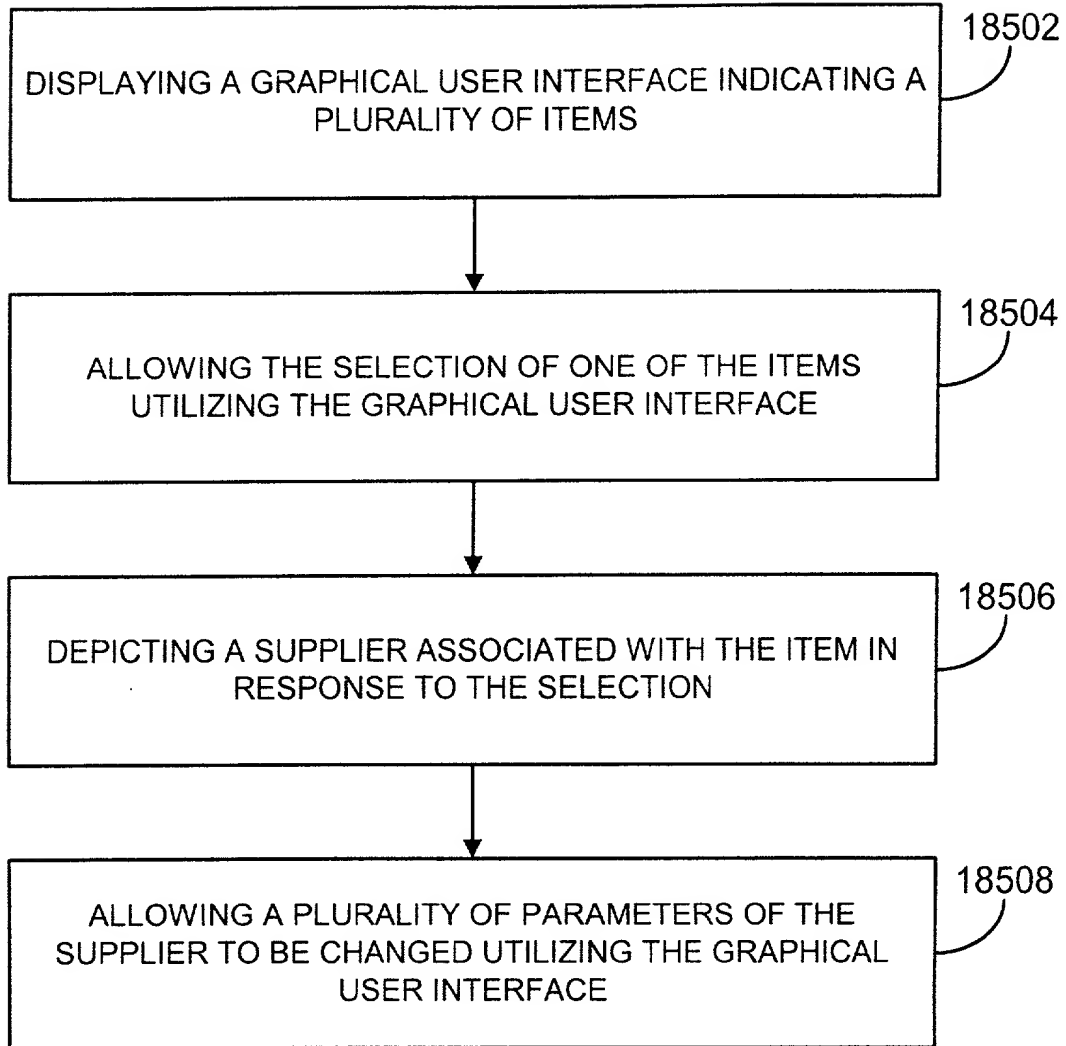 18502
DISPLAYING A GRAPHICAL USER INTERFACE INDICATING A
PLURALITY OF ITEMS
18504
ALLOWING THE SELECTION OF ONE OF THE ITEMS
UTILIZING THE GRAPHICAL USER INTERFACE
18506
DEPICTING A SUPPLIER ASSOCIATED WITH THE ITEM IN
RESPONSE TO THE SELECTION
18508
ALLOWING A PLURALITY OF PARAMETERS OF THE
SUPPLIER TO BE CHANGED UTILIZING THE GRAPHICAL
USER INTERFACE